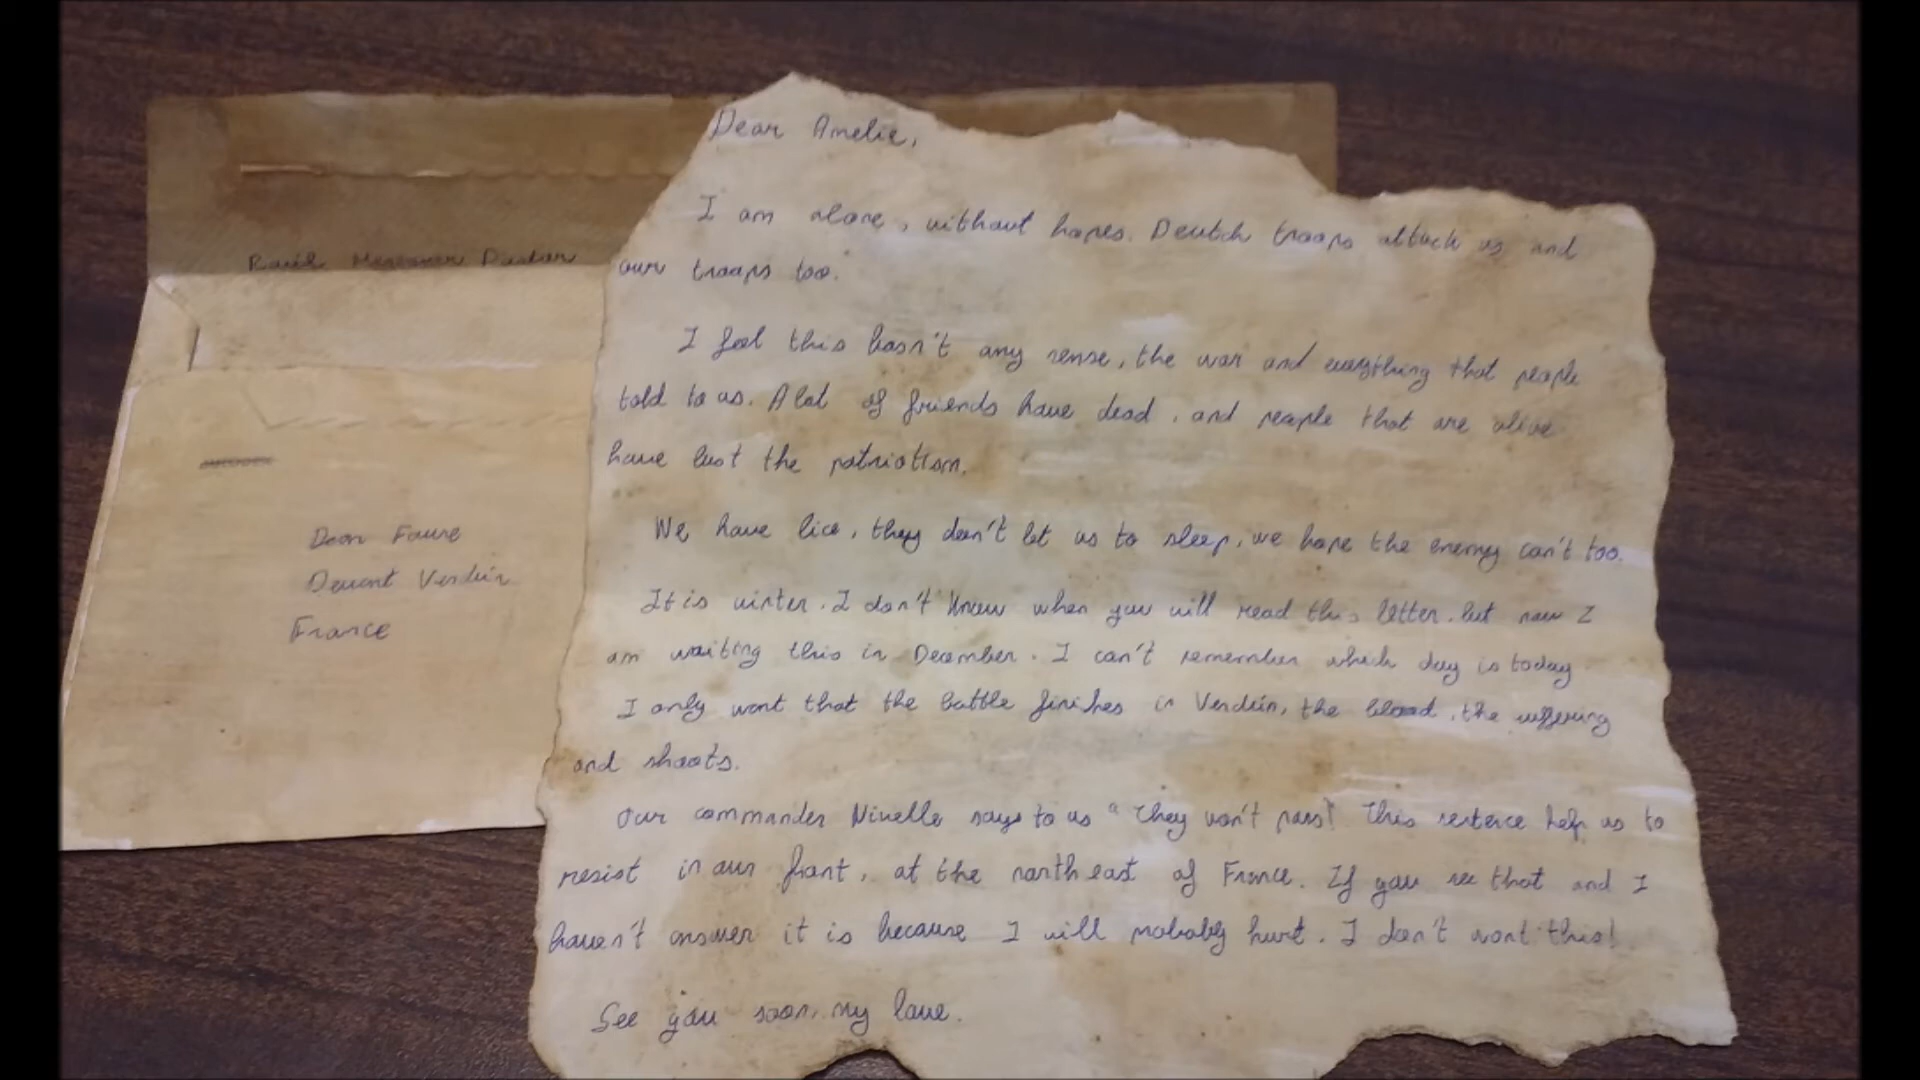 Dear Amelie,
I am alone, without hopes. Deutch troops attack us and
our troops too.
I feel this hasn't any sense, the war and everything that people
told to us. A lot of friends have dead, and people that are alive
have lost the patriotism.
We have lice, they don't let us to sleep, we hope the enemy can't too.
It is winter. I don't know when you will read this letter, but now I
am waiting this in December. I can't remember which day is today.
I only want that the battle finishes in Verdún, the blood, the suffering
and shoots.
Our commander Nivelle says to us "They won't pass! This sentence help us to
resist in our front, at the north east of France. If you see that and I
haven't answer it is because I will probably hurt. I don't want this!
See you soon, my love.
Raúl
Dean Faure
Verdún
France